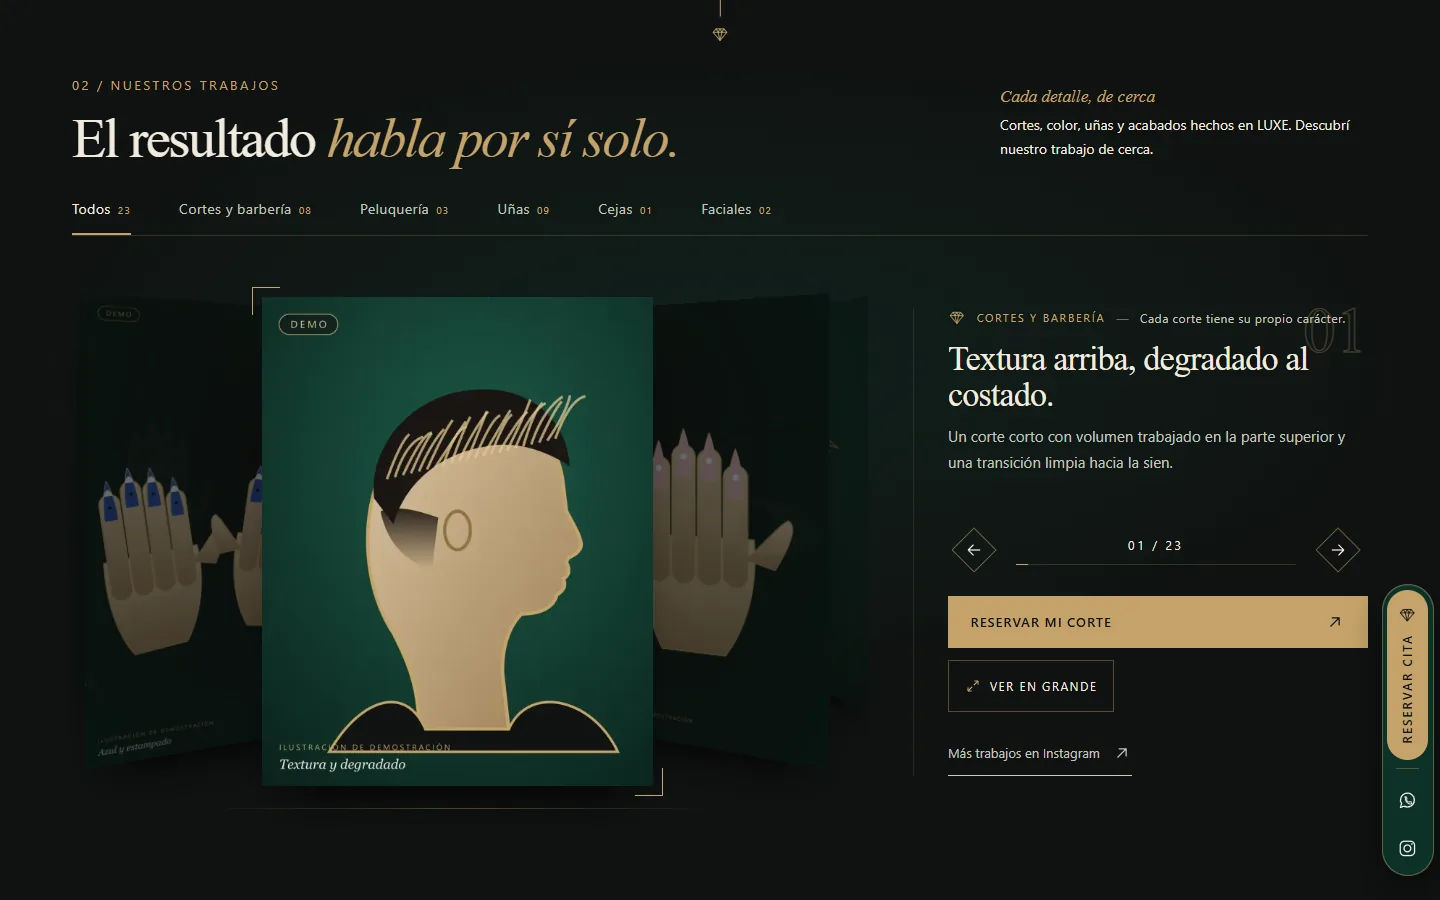 02 / NUESTROS TRABAJOS
El resultado habla por sí solo.
Cada detalle, de cerca
Cortes, color, uñas y acabados hechos en LUXE. Descubrí
nuestro trabajo de cerca.
Todos 23
Cortes y barbería 08
Peluquería 03
Uñas 09
Cejas 01
Faciales 02
DEMO
ILUSTRACIÓN DE DEMOSTRACIÓN
Azul y estampado
DEMO
ILUSTRACIÓN DE DEMOSTRACIÓN
Textura y degradado
01
CORTES Y BARBERÍA — Cada corte tiene su propio carácter.
Textura arriba, degradado al
costado.
Un corte corto con volumen trabajado en la parte superior y
una transición limpia hacia la sien.
01 / 23
RESERVAR MI CORTE
VER EN GRANDE
Más trabajos en Instagram
RESERVAR CITA